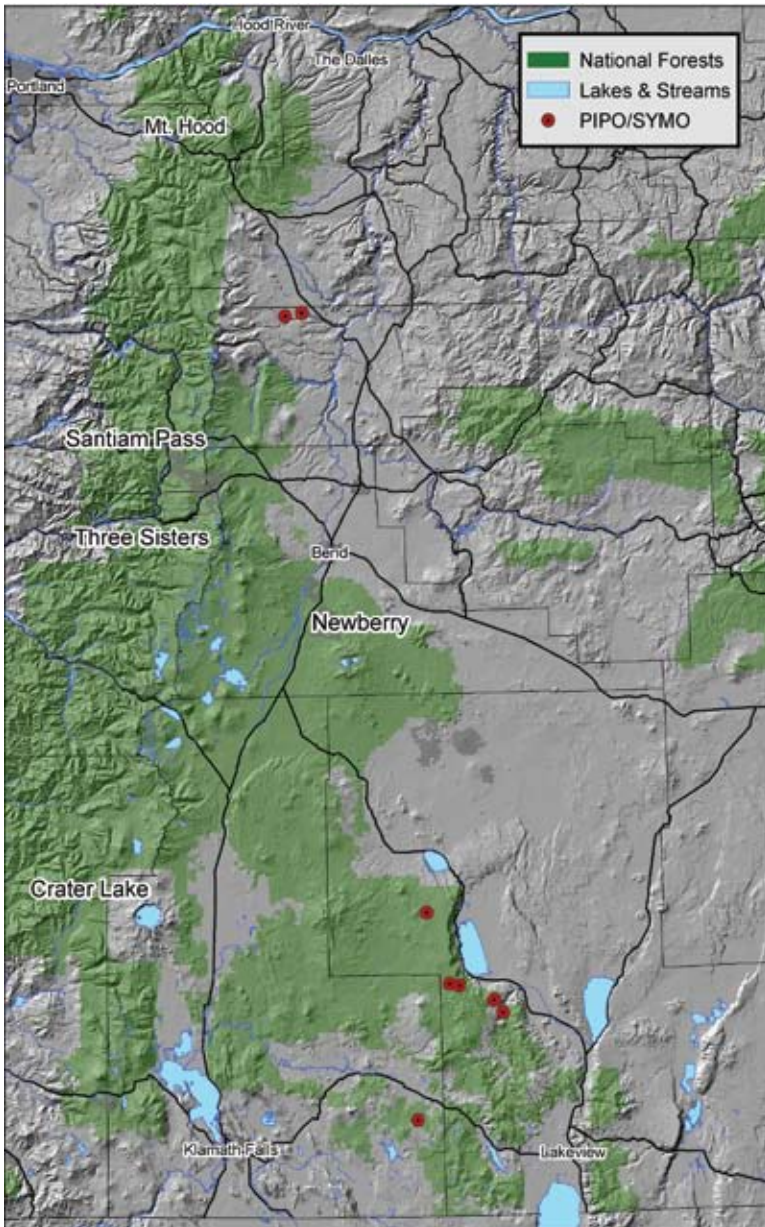 Hood River
The Dalles
Portland
Mt. Hood
National Forests
Lakes & Streams
PIPO/SYMO
Santiam Pass
Three Sisters
Bend
Newberry
Crater Lake
Klamath Falls
Lakeview